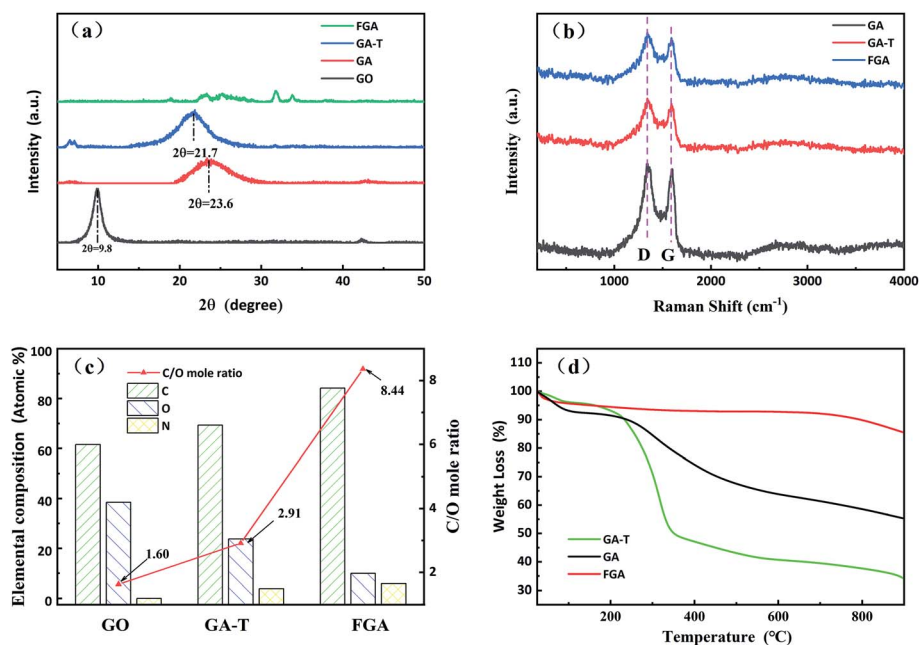 (a)
FGA
GA-T
GA
GO
2θ=21.7
2θ=23.6
2θ=9.8
Intensity (a.u.)
10 20 30 40 50
2θ (degree)
(b)
GA
GA-T
FGA
D G
Intensity (a.u.)
1000 2000 3000 4000
Raman Shift (cm⁻¹)
(c)
C/O mole ratio
C
O
N
8.44
2.91
1.60
100
80
60
40
20
0
Elemental composition (Atomic %)
8
6
4
2
C/O mole ratio
GO GA-T FGA
(d)
110
100
90
80
70
60
50
40
30
Weight Loss (%)
GA-T
GA
FGA
200 400 600 800
Temperature (°C)